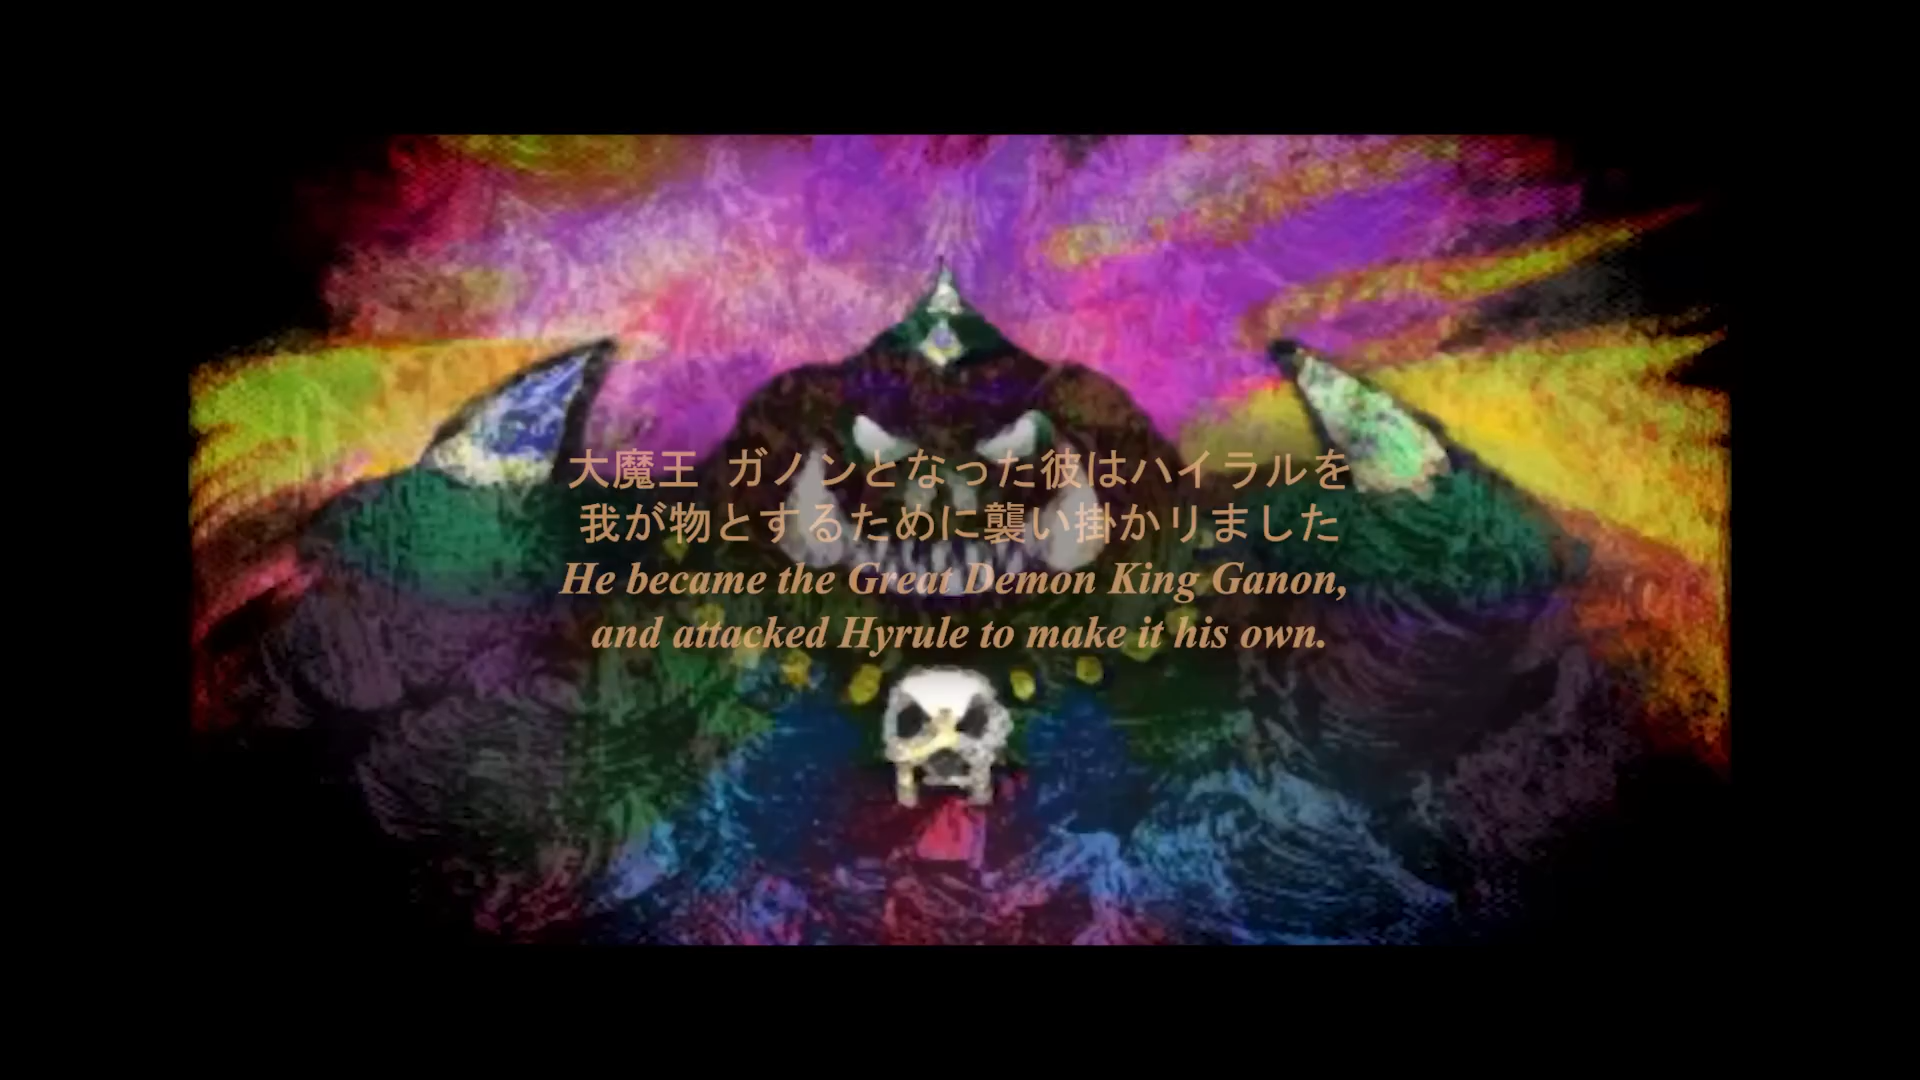 大魔王 ガノンとなった彼はハイラルを
我が物とするために襲い掛かりました
He became the Great Demon King Ganon,
and attacked Hyrule to make it his own.